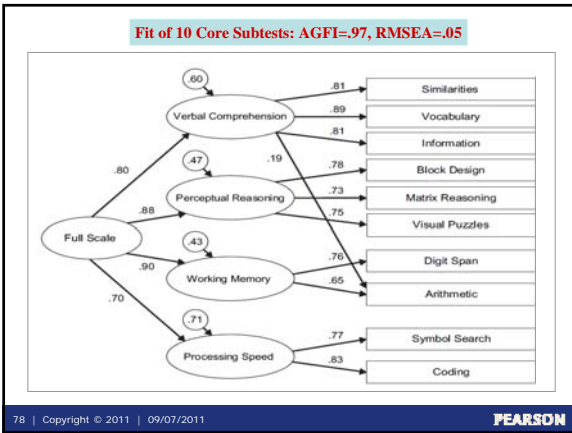 Fit of 10 Core Subtests: AGFI=.97, RMSEA=.05
.60
.81
Similarities
Verbal Comprehension
.89
Vocabulary
.81
Information
.19
.80
.47
.78
Block Design
Perceptual Reasoning
.73
Matrix Reasoning
.88
.75
Visual Puzzles
Full Scale
.43
.90
.76
Digit Span
Working Memory
.65
Arithmetic
.70
.71
.77
Symbol Search
Processing Speed
.83
Coding
78 | Copyright © 2011 | 09/07/2011
PEARSON